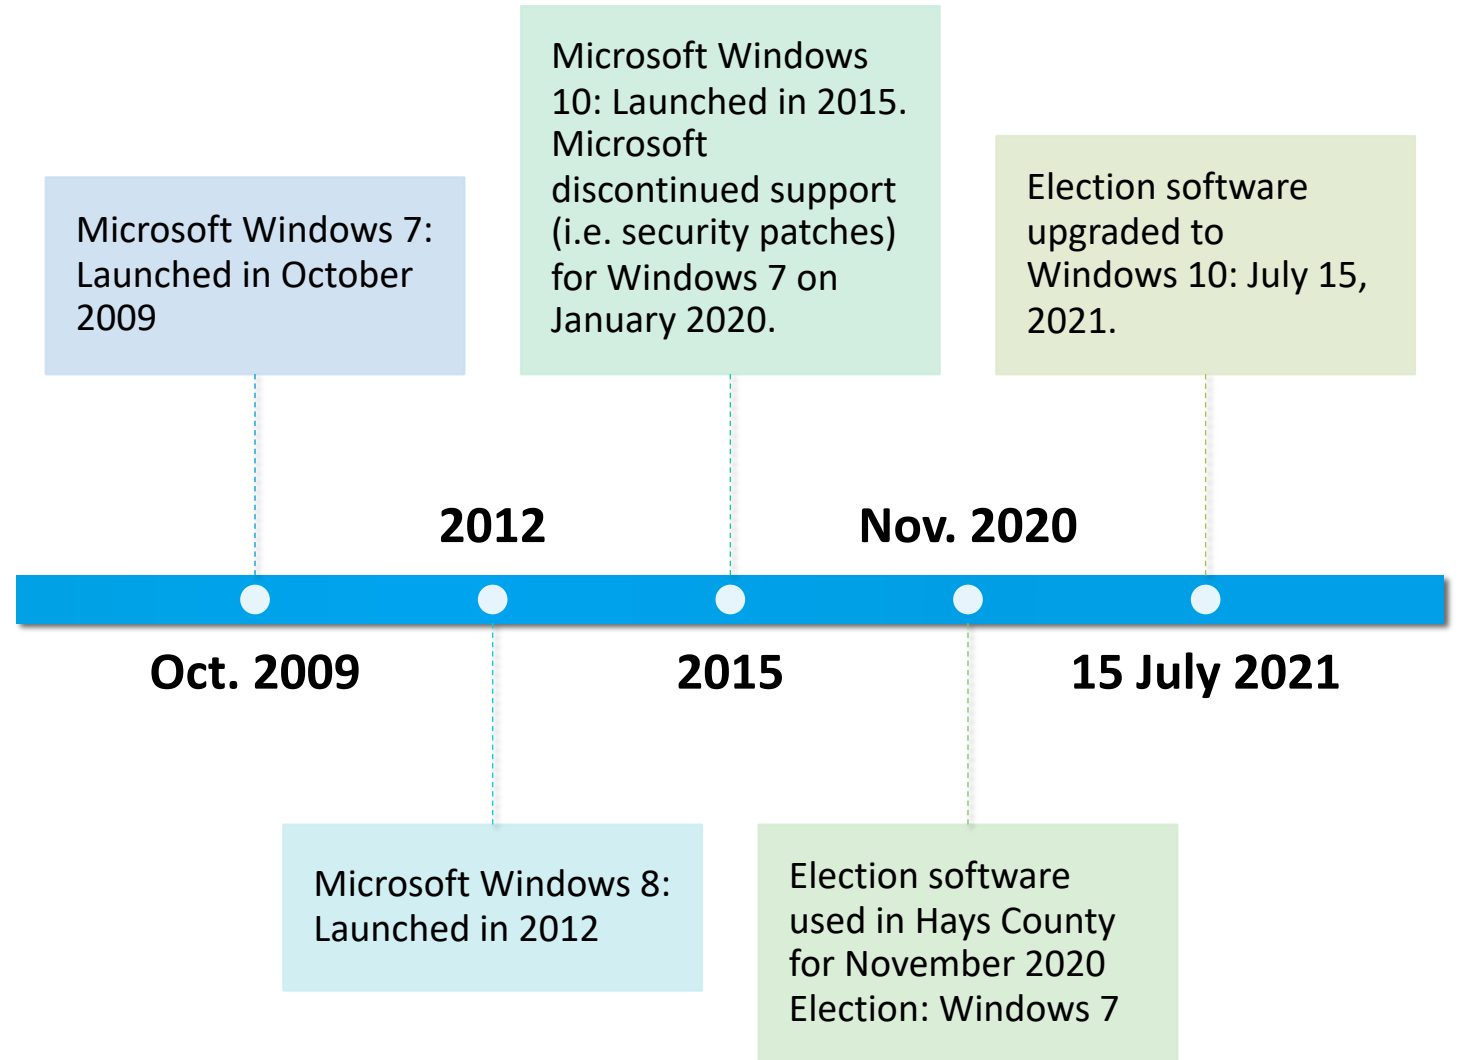 Microsoft Windows
10: Launched in 2015.
Microsoft
discontinued support
(i.e. security patches)
for Windows 7 on
January 2020.
Election software
upgraded to
Windows 10: July 15,
2021.
Microsoft Windows 7:
Launched in October
2009
2012
Nov. 2020
Oct. 2009
2015
15 July 2021
Microsoft Windows 8:
Launched in 2012
Election software
used in Hays County
for November 2020
Election: Windows 7